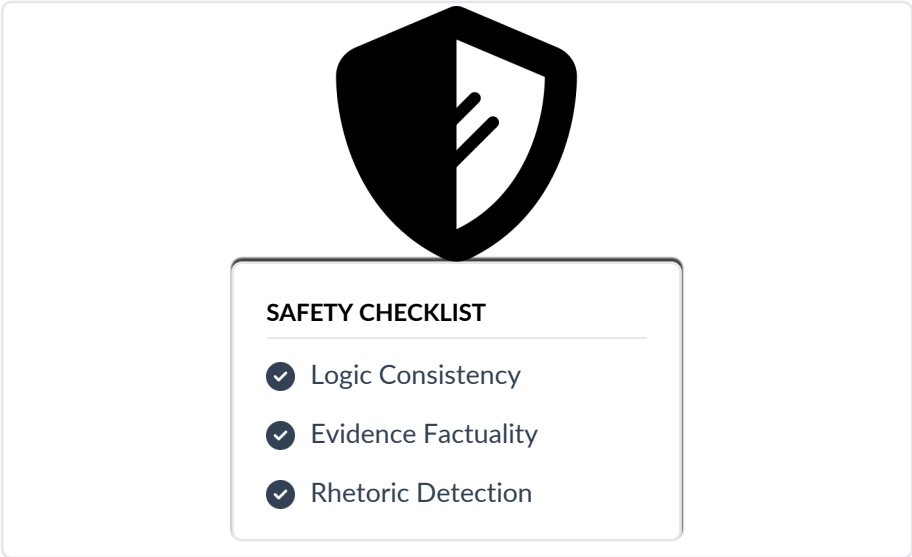 SAFETY CHECKLIST
Logic Consistency
Evidence Factuality
Rhetoric Detection